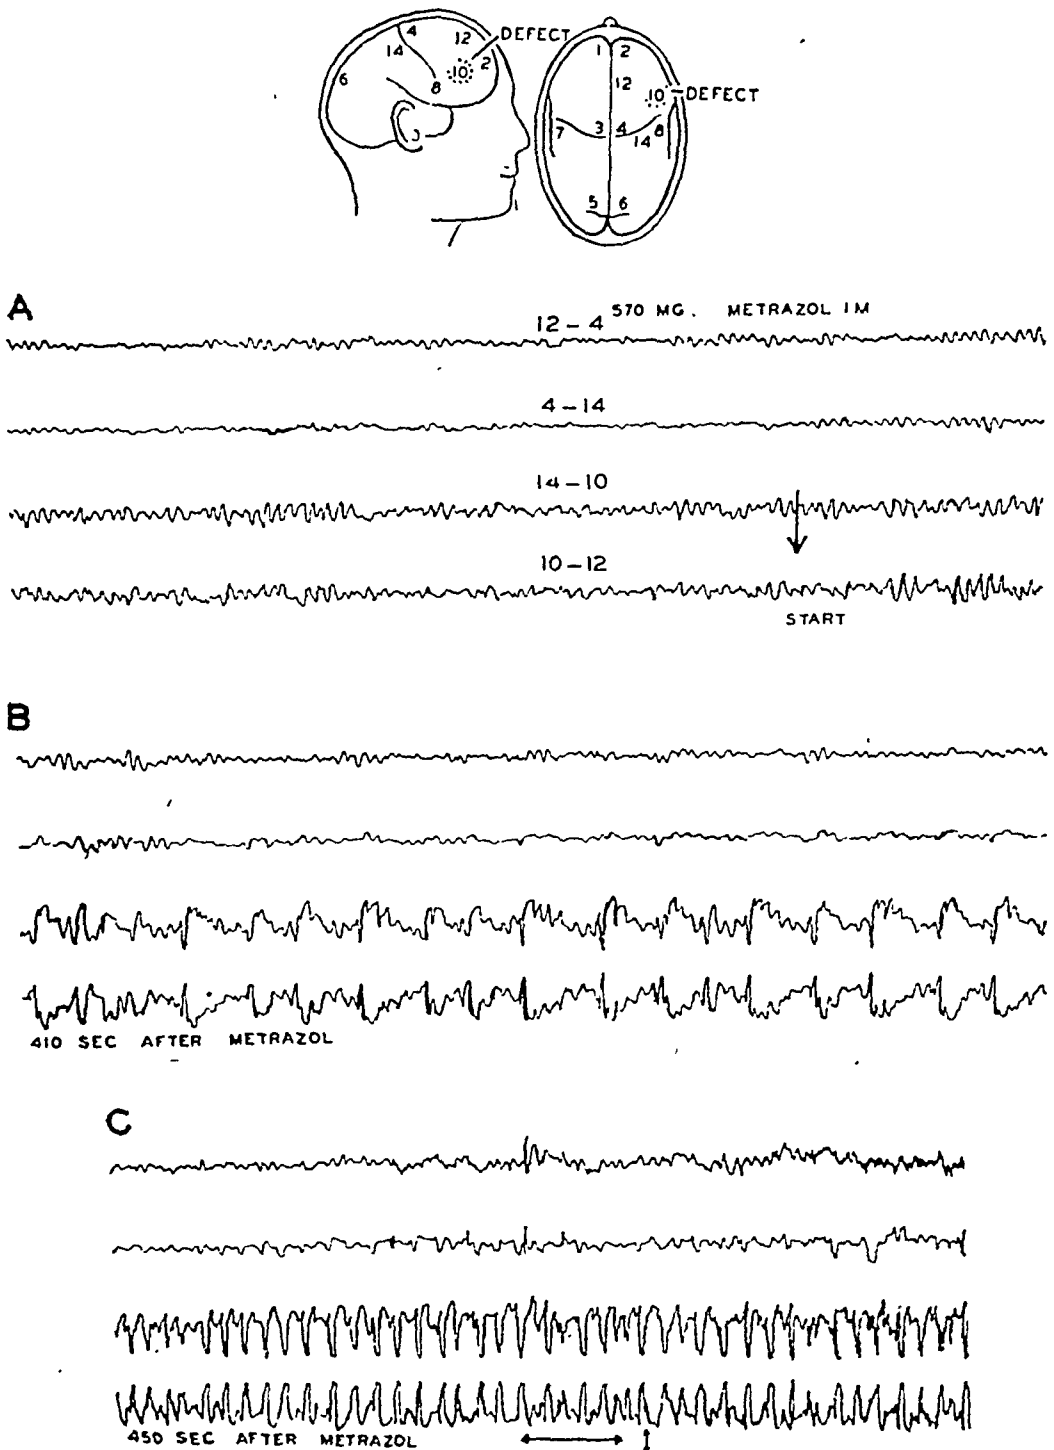 4
12
DEFECT
14
2
10
6
8
1 2
12
10
DEFECT
7
3 4
8
14
5 6
A
12 – 4
570 MG. METRAZOL IM
4 – 14
14 – 10
10 – 12
START
B
410 SEC AFTER METRAZOL
C
450 SEC AFTER METRAZOL